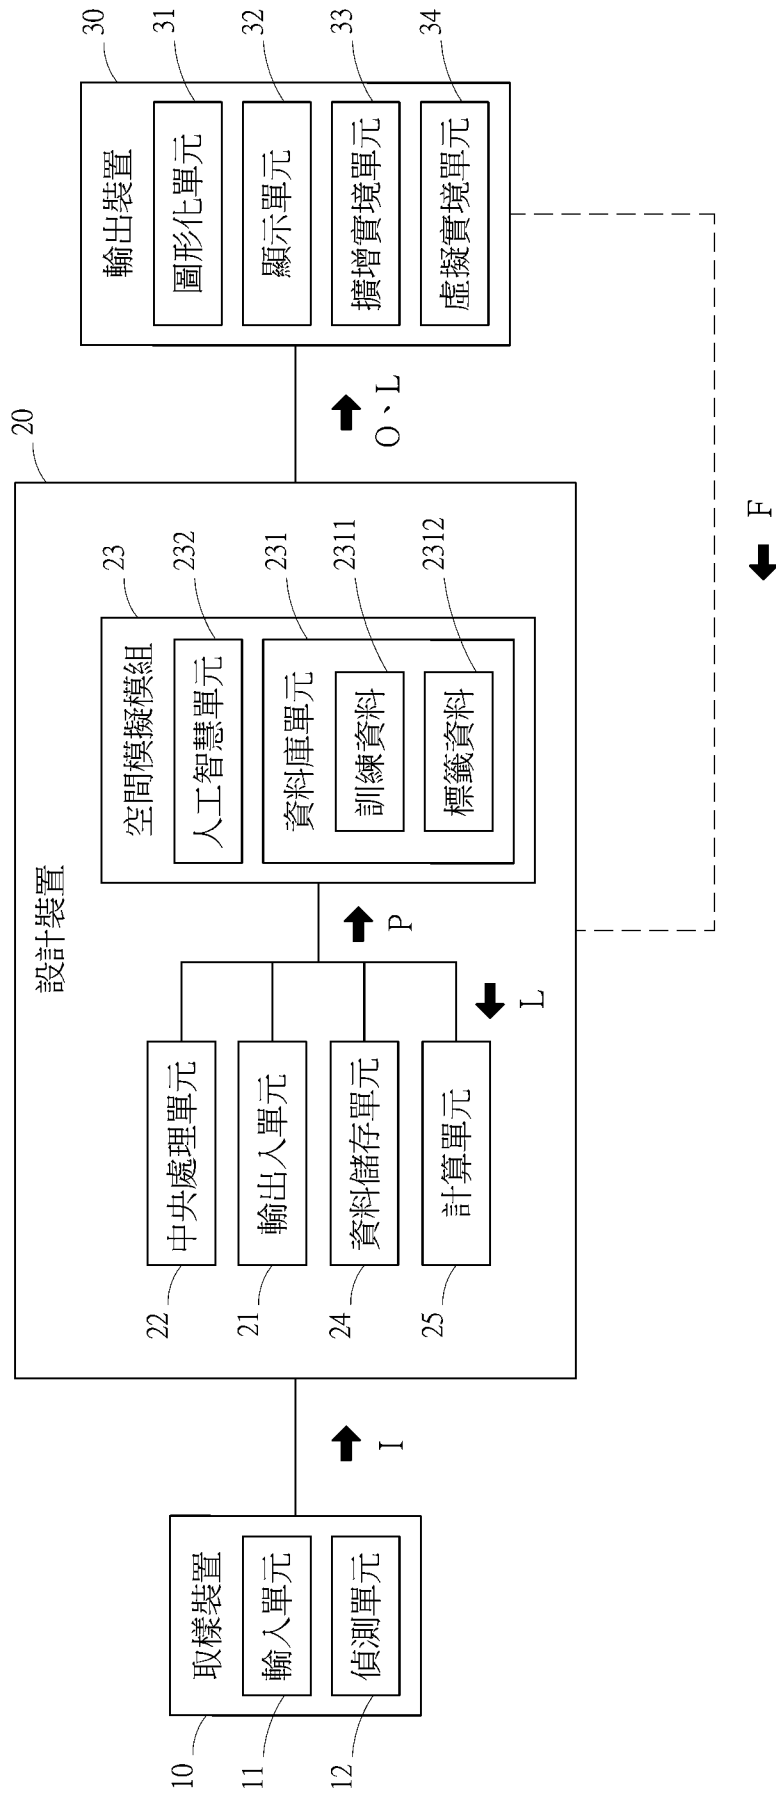 取樣裝置
10
輸入單元
11
偵測單元
12
I
設計裝置
20
中央處理單元
22
輸出入單元
21
資料儲存單元
24
計算單元
25
L
P
空間模擬模組
23
人工智慧單元
232
資料庫單元
231
訓練資料
2311
標籤資料
2312
O、L
輸出裝置
30
圖形化單元
31
顯示單元
32
擴增實境單元
33
虛擬實境單元
34
F